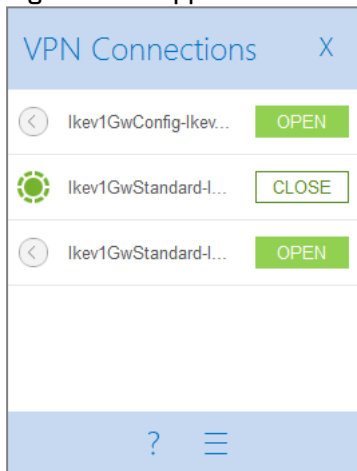 VPN Connections X
Ikev1GwConfig-Ikev... OPEN
Ikev1GwStandard-I... CLOSE
Ikev1GwStandard-I... OPEN
?